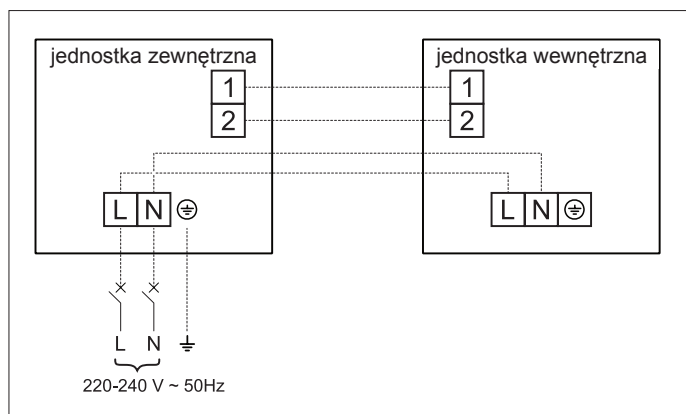 jednostka zewnętrzna
jednostka wewnętrzna
1
1
2
2
L N
L N
L N
220-240 V ~ 50Hz